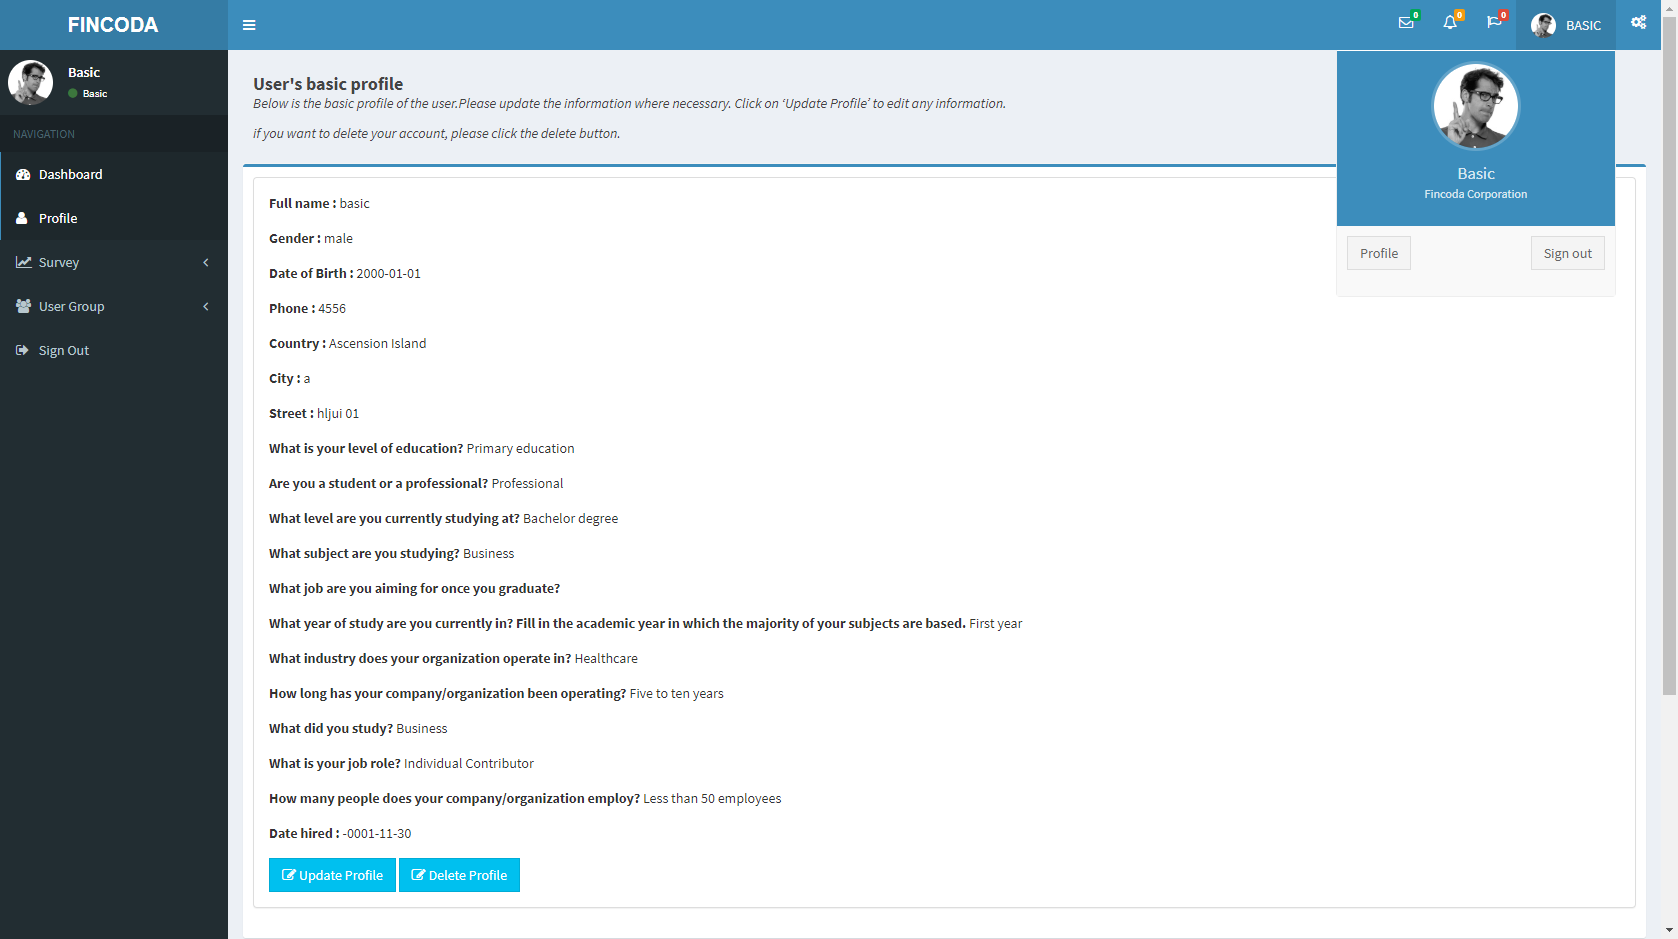 FINCODA
0
0
0
BASIC
Basic
Basic
NAVIGATION
Dashboard
Profile
Survey
User Group
Sign Out
User's basic profile
Below is the basic profile of the user.Please update the information where necessary. Click on ‘Update Profile’ to edit any information.
if you want to delete your account, please click the delete button.
Basic
Fincoda Corporation
Profile
Sign out
Full name : basic
Gender : male
Date of Birth : 2000-01-01
Phone : 4556
Country : Ascension Island
City : a
Street : hljui 01
What is your level of education? Primary education
Are you a student or a professional? Professional
What level are you currently studying at? Bachelor degree
What subject are you studying? Business
What job are you aiming for once you graduate?
What year of study are you currently in? Fill in the academic year in which the majority of your subjects are based. First year
What industry does your organization operate in? Healthcare
How long has your company/organization been operating? Five to ten years
What did you study? Business
What is your job role? Individual Contributor
How many people does your company/organization employ? Less than 50 employees
Date hired : -0001-11-30
Update Profile
Delete Profile